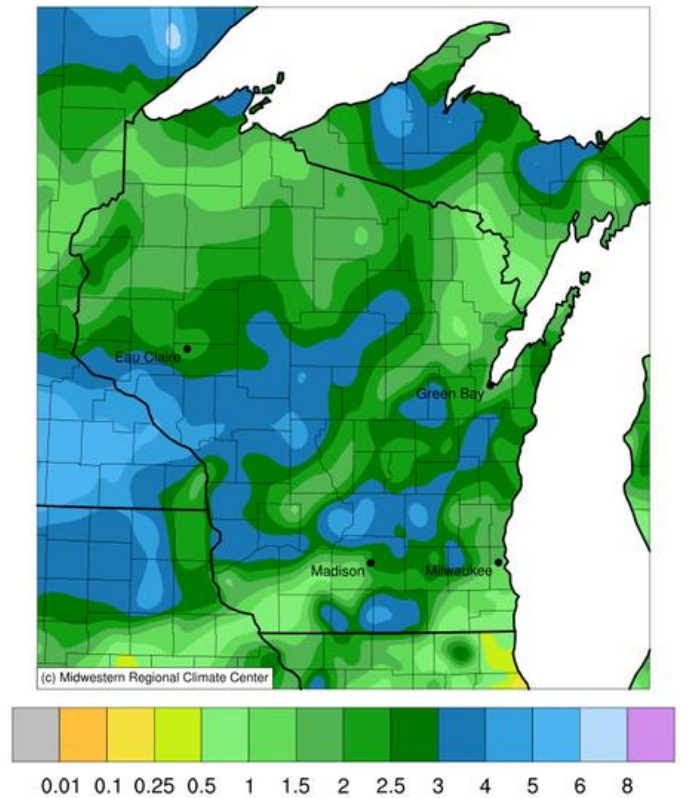 Eau Claire
Green Bay
Madison
Milwaukee
(c) Midwestern Regional Climate Center
0.01 0.1 0.25 0.5 1 1.5 2 2.5 3 4 5 6 8